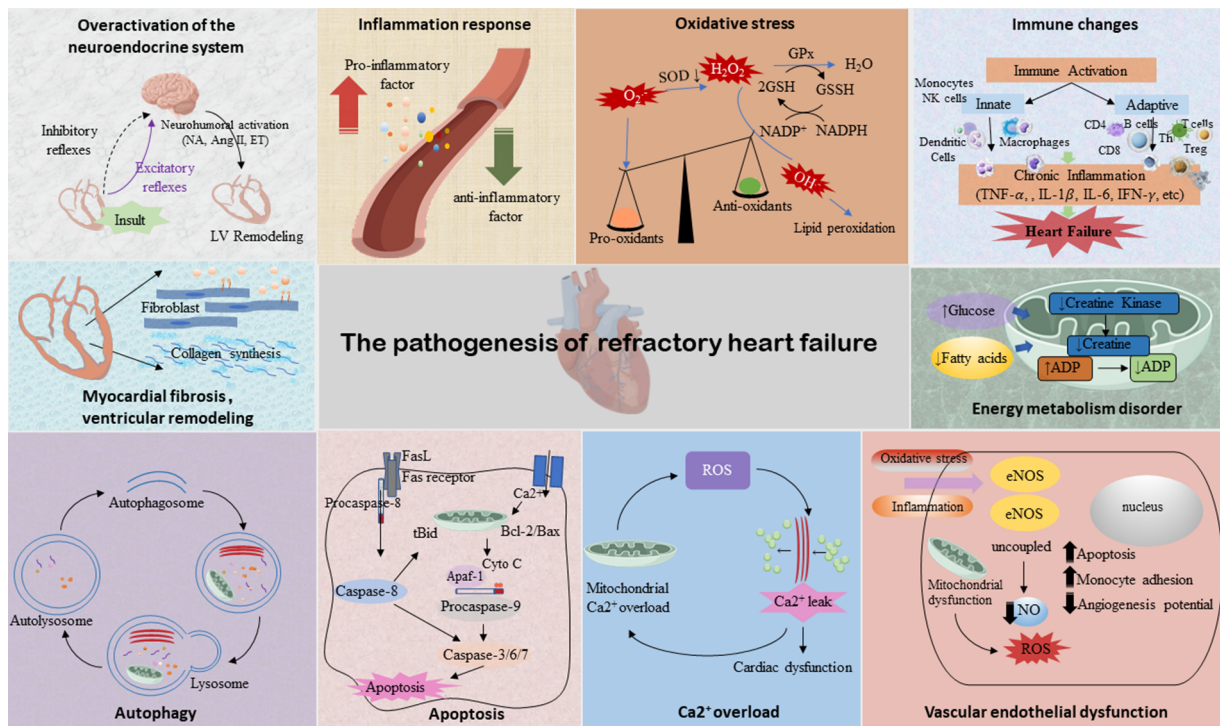 Overactivation of the
neuroendocrine system
Inhibitory
reflexes
Neurohumoral activation
(NA, Ang II, ET)
Excitatory
reflexes
Insult
LV Remodeling
Inflammation response
Pro-inflammatory
factor
anti-inflammatory
factor
Oxidative stress
O₂⁻
SOD ↓
H₂O₂
GPx
H₂O
2GSH
GSSH
NADP⁺
NADPH
OH
Pro-oxidants
Anti-oxidants
Lipid peroxidation
Immune changes
Immune Activation
Monocytes
NK cells
Innate
Adaptive
Dendritic
Cells
Macrophages
CD4
B cells
CD8
T cells
Th
Treg
Chronic Inflammation
(TNF-α, , IL-1β, IL-6, IFN-γ, etc)
Heart Failure
Fibroblast
Collagen synthesis
Myocardial fibrosis ,
ventricular remodeling
The pathogenesis of refractory heart failure
↑Glucose
↓Fatty acids
↓Creatine Kinase
↓Creatine
↑ADP
↓ADP
Energy metabolism disorder
Autophagosome
Autolysosome
Lysosome
Autophagy
FasL
Fas receptor
Procaspase-8
Ca2+
tBid
Bcl-2/Bax
Cyto C
Apaf-1
Caspase-8
Procaspase-9
Caspase-3/6/7
Apoptosis
Apoptosis
ROS
Mitochondrial
Ca²⁺ overload
Ca²⁺ leak
Cardiac dysfunction
Ca2⁺ overload
Oxidative stress
Inflammation
eNOS
eNOS
nucleus
uncoupled
Mitochondrial
dysfunction
NO
ROS
Apoptosis
Monocyte adhesion
Angiogenesis potential
Vascular endothelial dysfunction